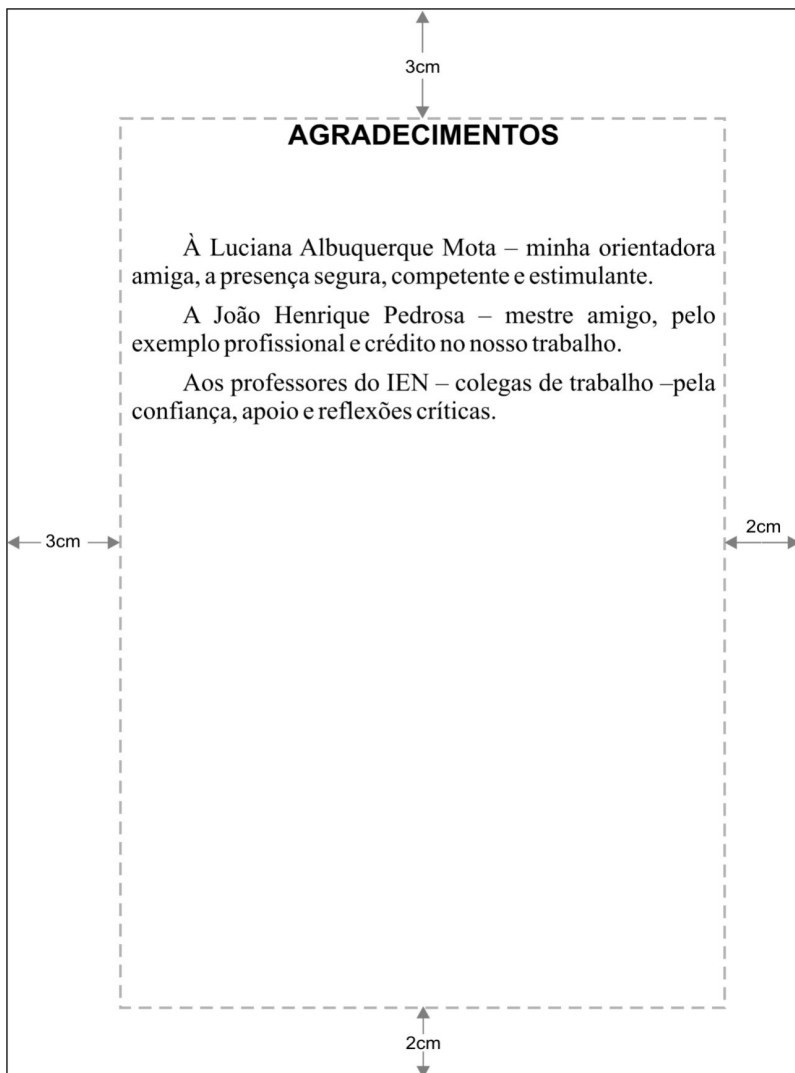 3cm
AGRADECIMENTOS
À Luciana Albuquerque Mota – minha orientadora
amiga, a presença segura, competente e estimulante.
A João Henrique Pedrosa – mestre amigo, pelo
exemplo profissional e crédito no nosso trabalho.
Aos professores do IEN – colegas de trabalho –pela
confiança, apoio e reflexões críticas.
3cm
2cm
2cm